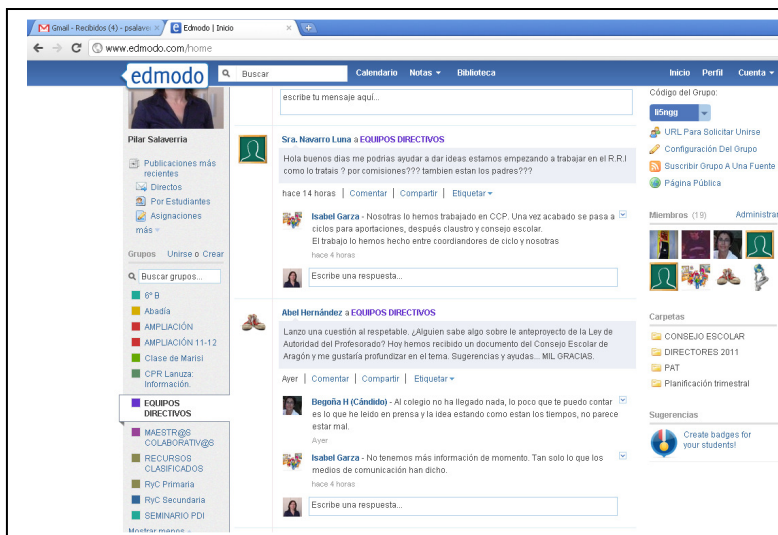 Gmail - Recibidos (4) - psalaver
Edmodo | Inicio
www.edmodo.com/home
edmodo
Buscar
Calendario
Notas
Biblioteca
Inicio
Perfil
Cuenta
Pilar Salaverria
Publicaciones más
recientes
Directos
Por Estudiantes
Asignaciones
más
Grupos Unirse o Crear
Buscar grupos...
6º B
Abadía
AMPLIACIÓN
AMPLIACIÓN 11-12
Clase de Marisi
CPR Lanuza:
Información.
EQUIPOS
DIRECTIVOS
MAESTR@S
COLABORATIV@S
RECURSOS
CLASIFICADOS
RyC Primaria
RyC Secundaria
SEMINARIO PDI
Mostrar menos
escribe tu mensaje aquí...
Sra. Navarro Luna a EQUIPOS DIRECTIVOS
Hola buenos dias me podrias ayudar a dar ideas estamos empezando a trabajar en el R.R.I
como lo tratais ? por comisiones??? tambien estan los padres???
hace 14 horas | Comentar | Compartir | Etiquetar
Isabel Garza - Nosotras lo hemos trabajado en CCP. Una vez acabado se pasa a
ciclos para aportaciones, después claustro y consejo escolar.
El trabajo lo hemos hecho entre coordiandores de ciclo y nosotras
hace 4 horas
Escribe una respuesta...
Abel Hernández a EQUIPOS DIRECTIVOS
Lanzo una cuestión al respetable. ¿Alguien sabe algo sobre le anteproyecto de la Ley de
Autoridad del Profesorado? Hoy hemos recibido un documento del Consejo Escolar de
Aragón y me gustaría profundizar en el tema. Sugerencias y ayudas... MIL GRACIAS.
Ayer | Comentar | Compartir | Etiquetar
Begoña H (Cándido) - Al colegio no ha llegado nada, lo poco que te puedo contar
es lo que he leido en prensa y la idea estando como estan los tiempos, no parece
estar mal.
Ayer
Isabel Garza - No tenemos más información de momento. Tan solo lo que los
medios de comunicación han dicho.
hace 4 horas
Escribe una respuesta...
Código del Grupo:
li5ngg
URL Para Solicitar Unirse
Configuración Del Grupo
Suscribir Grupo A Una Fuente
Página Pública
Miembros (19) Administrar
Carpetas
CONSEJO ESCOLAR
DIRECTORES 2011
PAT
Planificación trimestral
Sugerencias
Create badges for
your students!